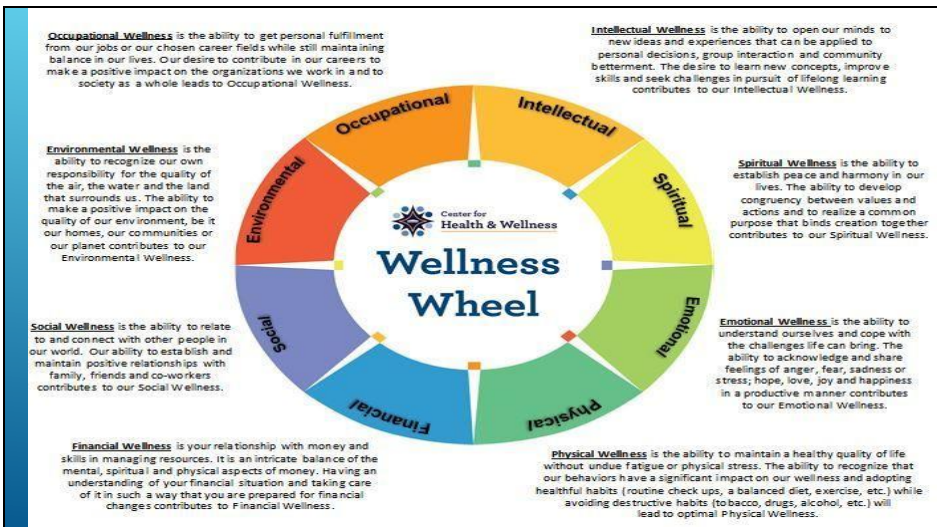 Occupational Wellness is the ability to get personal fulfillment
from our jobs or our chosen career fields while still maintaining
balance in our lives. Our desire to contribute in our careers to
make a positive impact on the organizations we work in and to
society as a whole leads to Occupational Wellness.
Intellectual Wellness is the ability to open our minds to
new ideas and experiences that can be applied to
personal decisions, group interaction and community
betterment. The desire to learn new concepts, improve
skills and seek challenges in pursuit of lifelong learning
contributes to our Intellectual Wellness.
Environmental Wellness is the
ability to recognize our own
responsibility for the quality of
the air, the water and the land
that surrounds us. The ability to
make a positive impact on the
quality of our environment, be it
our homes, our communities or
our planet contributes to our
Environmental Wellness.
Occupational
Intellectual
Environmental
Spiritual
Center for
Health & Wellness
Wellness
Wheel
Social
Emotional
Financial
Physical
Spiritual Wellness is the ability to
establish peace and harmony in our
lives. The ability to develop
congruency between values and
actions and to realize a common
purpose that binds creation together
contributes to our Spiritual Wellness.
Social Wellness is the ability to relate
to and connect with other people in
our world. Our ability to establish and
maintain positive relationships with
family, friends and co-workers
contributes to our Social Wellness.
Emotional Wellness is the ability to
understand ourselves and cope with
the challenges life can bring. The
ability to acknowledge and share
feelings of anger, fear, sadness or
stress; hope, love, joy and happiness
in a productive manner contributes
to our Emotional Wellness.
Financial Wellness is your relationship with money and
skills in managing resources. It is an intricate balance of the
mental, spiritual and physical aspects of money. Having an
understanding of your financial situation and taking care
of it in such a way that you are prepared for financial
changes contributes to Financial Wellness.
Physical Wellness is the ability to maintain a healthy quality of life
without undue fatigue or physical stress. The ability to recognize that
our behaviors have a significant impact on our wellness and adopting
healthful habits (routine check ups, a balanced diet, exercise, etc.) while
avoiding destructive habits (tobacco, drugs, alcohol, etc.) will
lead to optimal Physical Wellness.